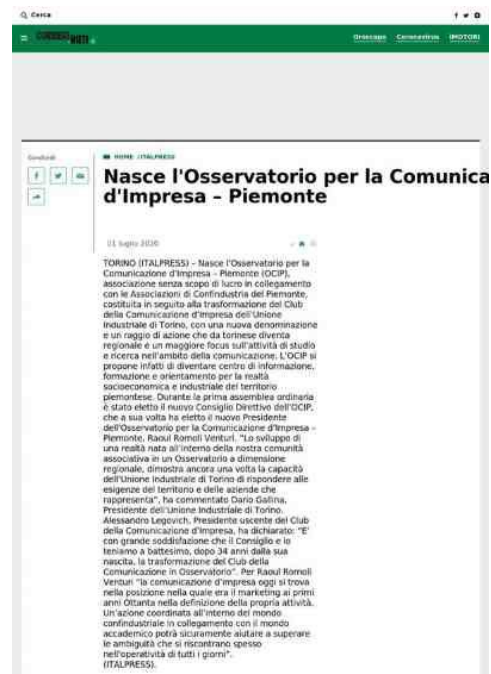 Cerca
Oroscopo Coronavirus IMOTORI
Condividi
HOME / ITALPRESS
Nasce l'Osservatorio per la Comunica
d'Impresa – Piemonte
01 luglio 2020
TORINO (ITALPRESS) – Nasce l'Osservatorio per la
Comunicazione d'Impresa – Piemonte (OCIP),
associazione senza scopo di lucro in collegamento
con le Associazioni di Confindustria del Piemonte,
costituita in seguito alla trasformazione del Club
della Comunicazione d'Impresa dell'Unione
Industriale di Torino, con una nuova denominazione
e un raggio di azione che da torinese diventa
regionale e un maggiore focus sull'attività di studio
e ricerca nell'ambito della comunicazione. L'OCIP si
propone infatti di diventare centro di informazione,
formazione e orientamento per la realtà
socioeconomica e industriale del territorio
piemontese. Durante la prima assemblea ordinaria
è stato eletto il nuovo Consiglio Direttivo dell'OCIP,
che a sua volta ha eletto il nuovo Presidente
dell'Osservatorio per la Comunicazione d'Impresa –
Piemonte, Raoul Romoli Venturi. "Lo sviluppo di
una realtà nata all'interno della nostra comunità
associativa in un Osservatorio a dimensione
regionale, dimostra ancora una volta la capacità
dell'Unione Industriale di Torino di rispondere alle
esigenze del territorio e delle aziende che
rappresenta", ha commentato Dario Gallina,
Presidente dell'Unione Industriale di Torino.
Alessandro Legovich, Presidente uscente del Club
della Comunicazione d'Impresa, ha dichiarato: "E'
con grande soddisfazione che il Consiglio e io
teniamo a battesimo, dopo 34 anni dalla sua
nascita, la trasformazione del Club della
Comunicazione in Osservatorio". Per Raoul Romoli
Venturi "la comunicazione d'impresa oggi si trova
nella posizione nella quale era il marketing ai primi
anni Ottanta nella definizione della propria attività.
Un'azione coordinata all'interno del mondo
confindustriale in collegamento con il mondo
accademico potrà sicuramente aiutare a superare
le ambiguità che si riscontrano spesso
nell'operatività di tutti i giorni".
(ITALPRESS).